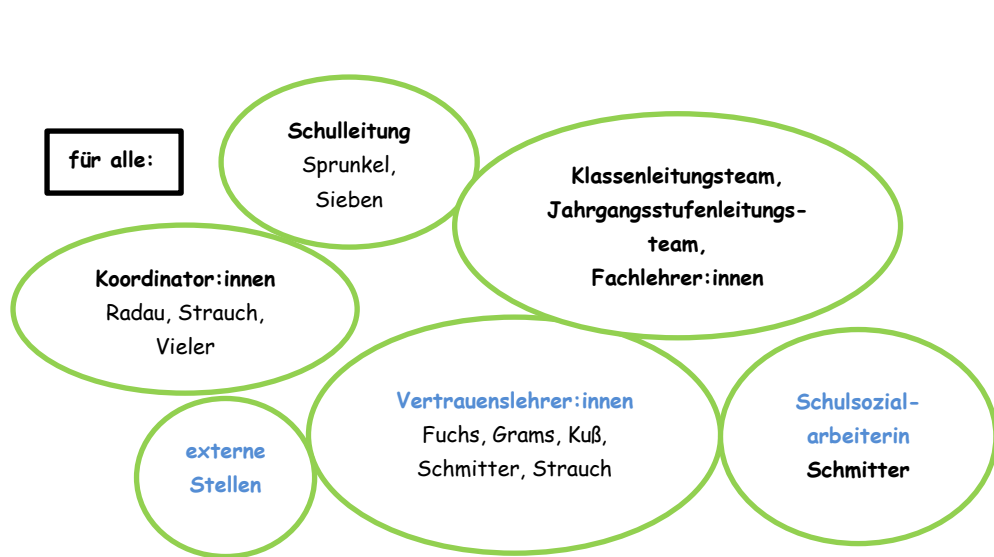 für alle:
Schulleitung
Sprunkel,
Sieben
Klassenleitungsteam,
Jahrgangsstufenleitungs-
team,
Fachlehrer:innen
Koordinator:innen
Radau, Strauch,
Vieler
Vertrauenslehrer:innen
Fuchs, Grams, Kuß,
Schmitter, Strauch
Schulsozial-
arbeiterin
Schmitter
externe
Stellen